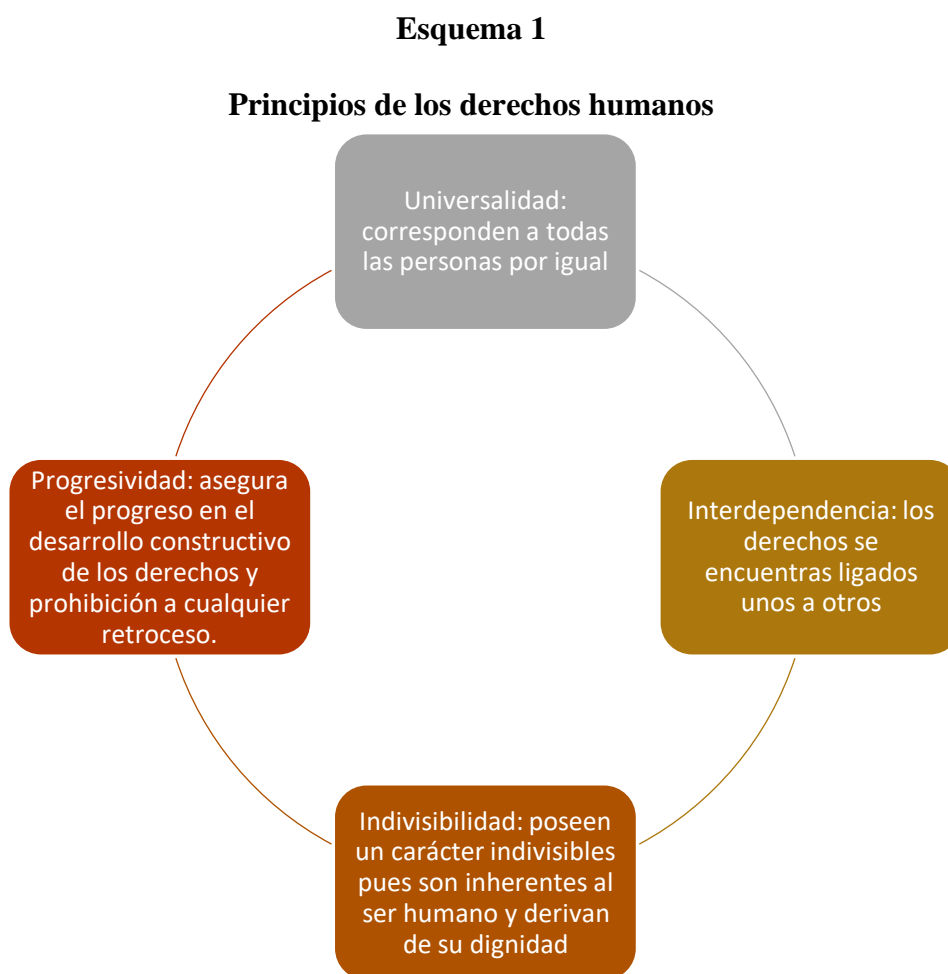 Esquema 1
Principios de los derechos humanos
Universalidad:
corresponden a todas
las personas por igual
Interdependencia: los
derechos se
encuentras ligados
unos a otros
Indivisibilidad: poseen
un carácter indivisibles
pues son inherentes al
ser humano y derivan
de su dignidad
Progresividad: asegura
el progreso en el
desarrollo constructivo
de los derechos y
prohibición a cualquier
retroceso.